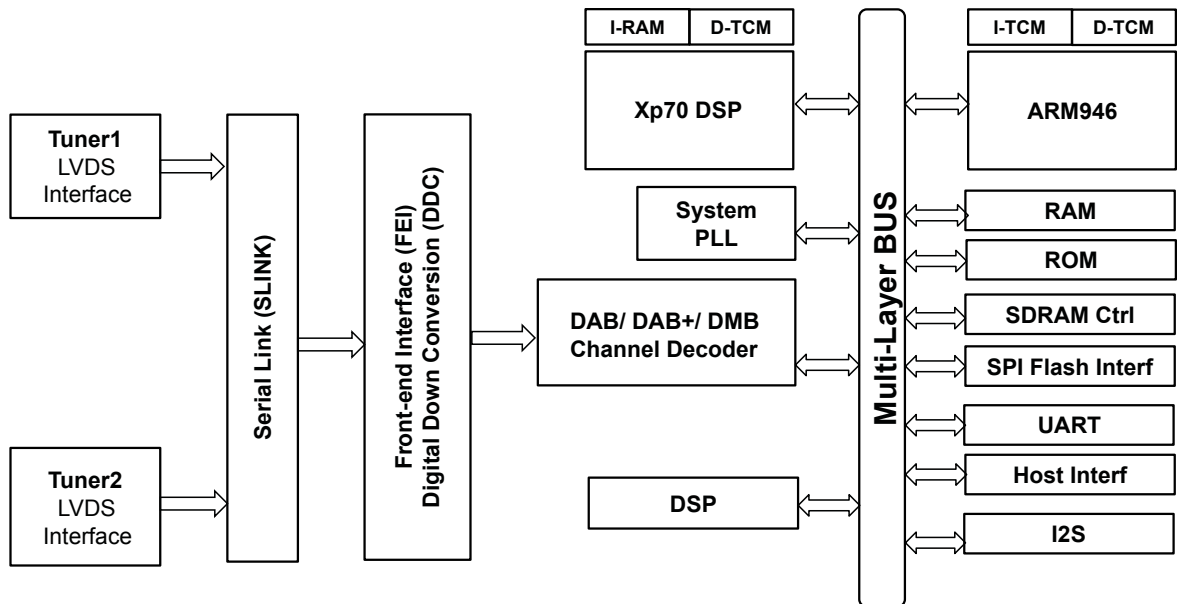 I-RAM
D-TCM
Xp70 DSP
I-TCM
D-TCM
ARM946
Tuner1
LVDS
Interface
Tuner2
LVDS
Interface
Serial Link (SLINK)
Front-end Interface (FEI)
Digital Down Conversion (DDC)
System
PLL
DAB/ DAB+/ DMB
Channel Decoder
DSP
Multi-Layer BUS
RAM
ROM
SDRAM Ctrl
SPI Flash Interf
UART
Host Interf
I2S